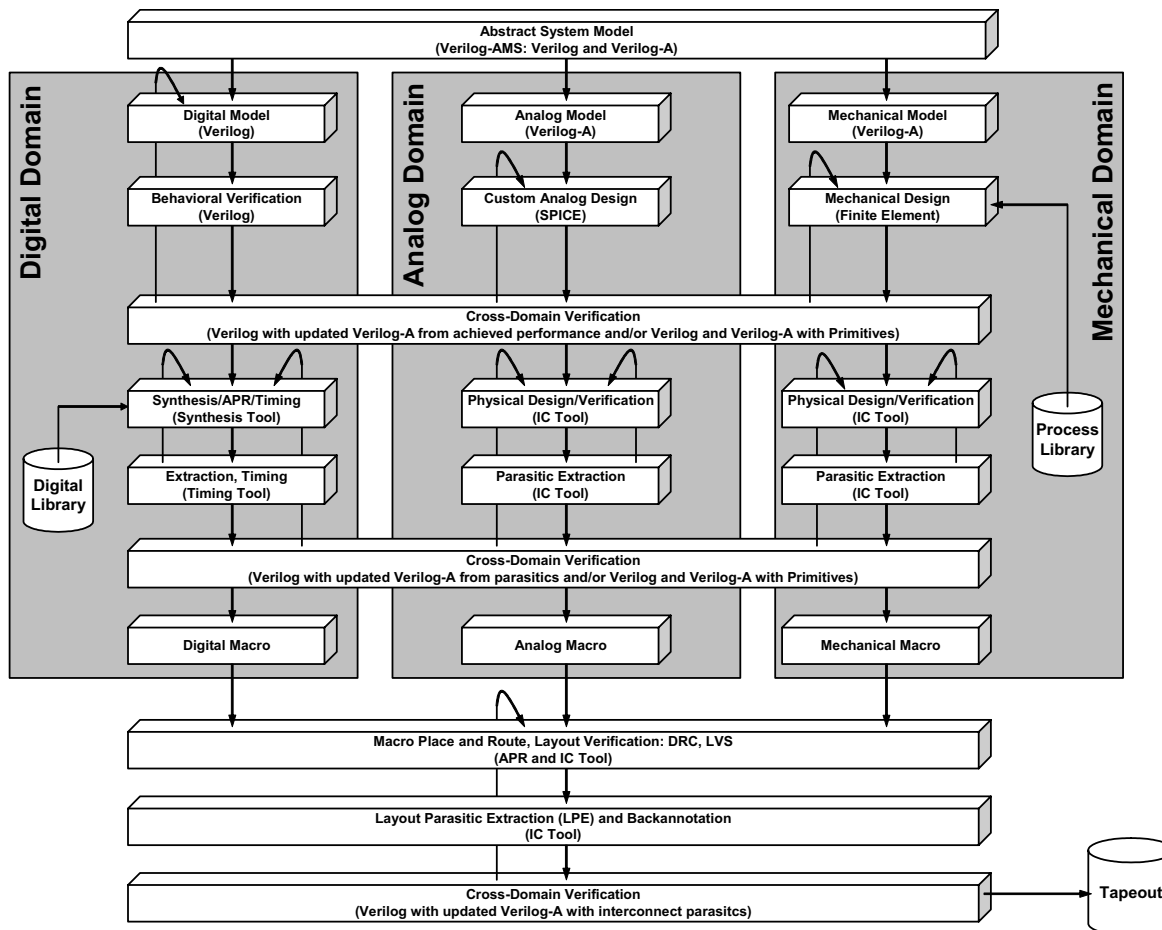 Abstract System Model
(Verilog-AMS: Verilog and Verilog-A)
Digital Domain
Analog Domain
Mechanical Domain
Digital Model
(Verilog)
Analog Model
(Verilog-A)
Mechanical Model
(Verilog-A)
Behavioral Verification
(Verilog)
Custom Analog Design
(SPICE)
Mechanical Design
(Finite Element)
Cross-Domain Verification
(Verilog with updated Verilog-A from achieved performance and/or Verilog and Verilog-A with Primitives)
Synthesis/APR/Timing
(Synthesis Tool)
Physical Design/Verification
(IC Tool)
Physical Design/Verification
(IC Tool)
Process
Library
Digital
Library
Extraction, Timing
(Timing Tool)
Parasitic Extraction
(IC Tool)
Parasitic Extraction
(IC Tool)
Cross-Domain Verification
(Verilog with updated Verilog-A from parasitics and/or Verilog and Verilog-A with Primitives)
Digital Macro
Analog Macro
Mechanical Macro
Macro Place and Route, Layout Verification: DRC, LVS
(APR and IC Tool)
Layout Parasitic Extraction (LPE) and Backannotation
(IC Tool)
Cross-Domain Verification
(Verilog with updated Verilog-A with interconnect parasitcs)
Tapeout